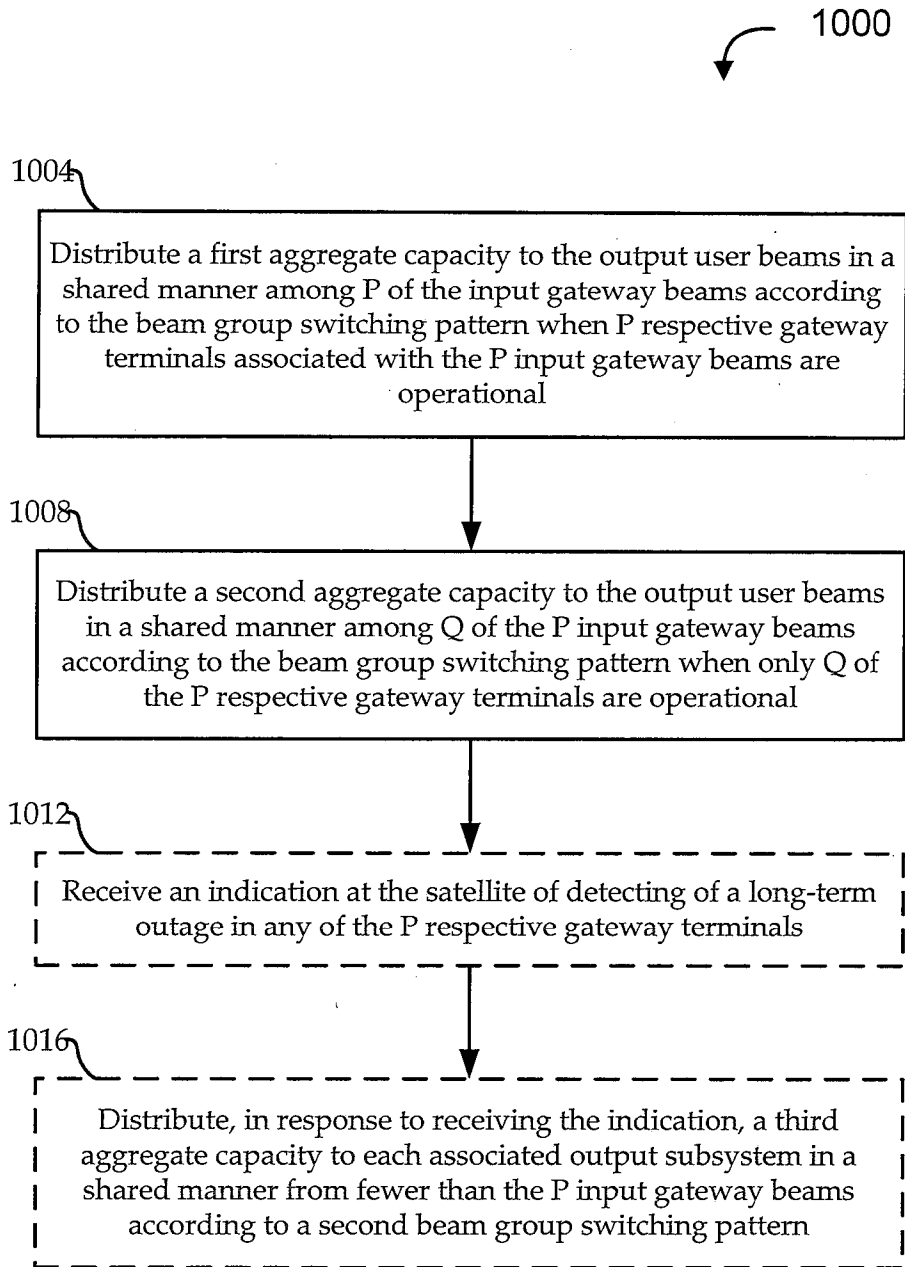 1000
1004
Distribute a first aggregate capacity to the output user beams in a
shared manner among P of the input gateway beams according
to the beam group switching pattern when P respective gateway
terminals associated with the P input gateway beams are
operational
1008
Distribute a second aggregate capacity to the output user beams
in a shared manner among Q of the P input gateway beams
according to the beam group switching pattern when only Q of
the P respective gateway terminals are operational
1012
Receive an indication at the satellite of detecting of a long-term
outage in any of the P respective gateway terminals
1016
Distribute, in response to receiving the indication, a third
aggregate capacity to each associated output subsystem in a
shared manner from fewer than the P input gateway beams
according to a second beam group switching pattern